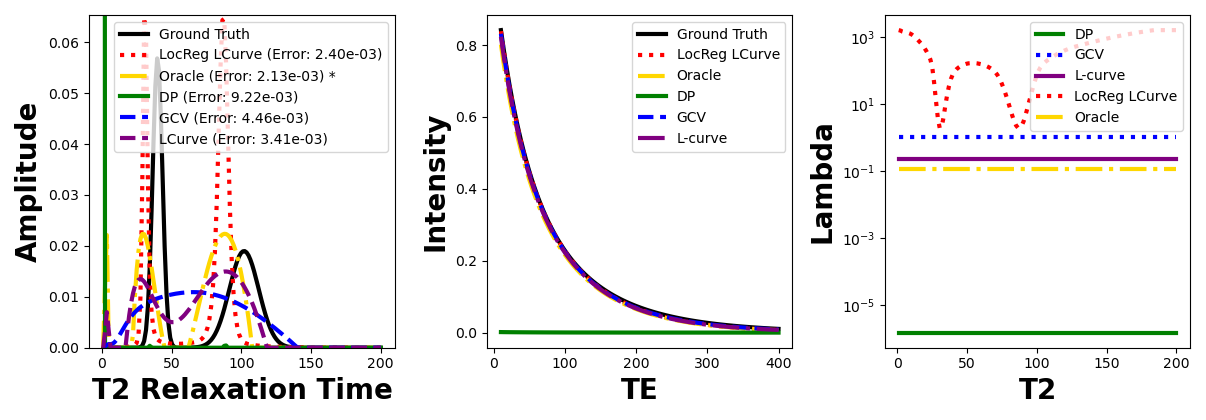 Amplitude
0.06
0.05
0.04
0.03
0.02
0.01
0.00
0
50
100
150
200
T2 Relaxation Time
Ground Truth
LocReg LCurve (Error: 2.40e-03)
Oracle (Error: 2.13e-03) *
DP (Error: 9.22e-03)
GCV (Error: 4.46e-03)
LCurve (Error: 3.41e-03)
Intensity
0.8
0.6
0.4
0.2
0.0
0
100
200
300
400
TE
Ground Truth
LocReg LCurve
Oracle
DP
GCV
L-curve
Lambda
10³
10¹
10⁻¹
10⁻³
10⁻⁵
0
50
100
150
200
T2
DP
GCV
L-curve
LocReg LCurve
Oracle